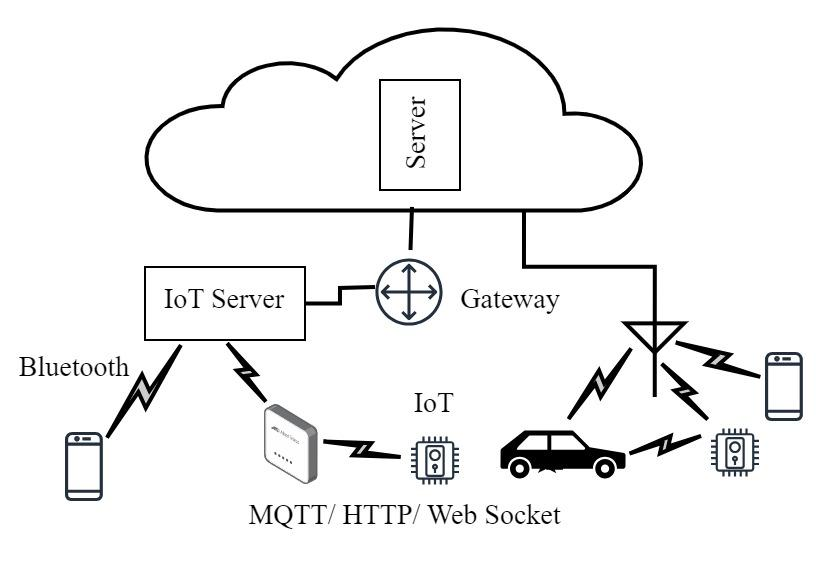 Server
IoT Server
Gateway
Bluetooth
IoT
MQTT/ HTTP/ Web Socket